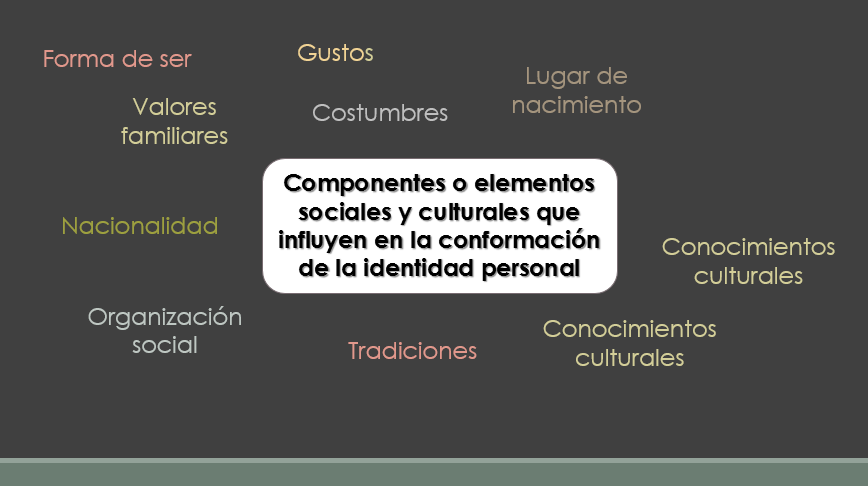 Forma de ser
Gustos
Lugar de
nacimiento
Valores
familiares
Costumbres
Componentes o elementos
sociales y culturales que
influyen en la conformación
de la identidad personal
Nacionalidad
Conocimientos
culturales
Organización
social
Tradiciones
Conocimientos
culturales